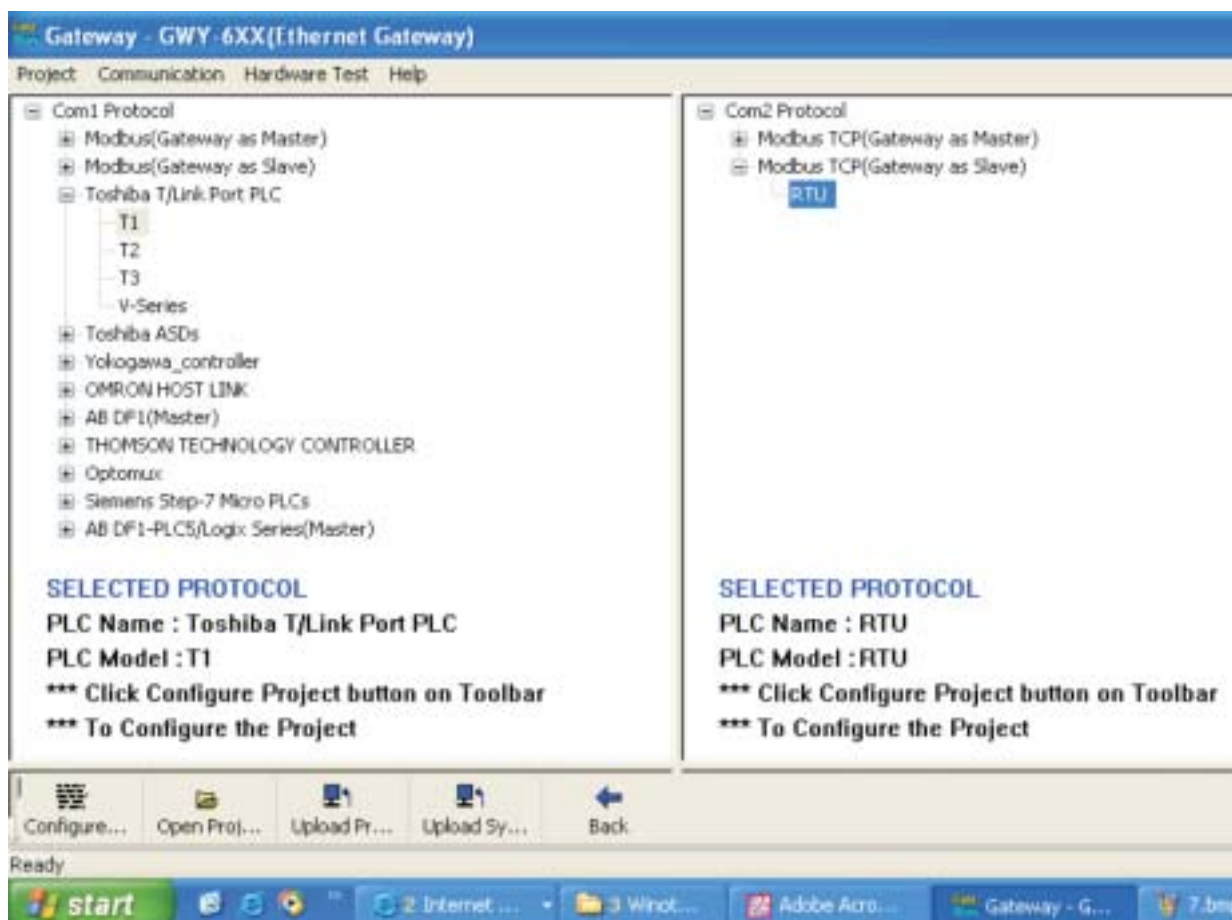 Gateway - GWY-6XX(Ethernet Gateway)
Project Communication Hardware Test Help
Com1 Protocol
Modbus(Gateway as Master)
Modbus(Gateway as Slave)
Toshiba T/Link Port PLC
T1
T2
T3
V-Series
Toshiba ASDs
Yokogawa_controller
OMRON HOST LINK
AB DF1(Master)
THOMSON TECHNOLOGY CONTROLLER
Optomux
Siemens Step-7 Micro PLCs
AB DF1-PLC5/Logix Series(Master)
SELECTED PROTOCOL
PLC Name : Toshiba T/Link Port PLC
PLC Model :T1
*** Click Configure Project button on Toolbar
*** To Configure the Project
Com2 Protocol
Modbus TCP(Gateway as Master)
Modbus TCP(Gateway as Slave)
RTU
SELECTED PROTOCOL
PLC Name : RTU
PLC Model :RTU
*** Click Configure Project button on Toolbar
*** To Configure the Project
Configure... Open Proj... Upload Pr... Upload Sy... Back
Ready
start 2 Internet ... 3 Winot... Adobe Acro... Gateway - G...